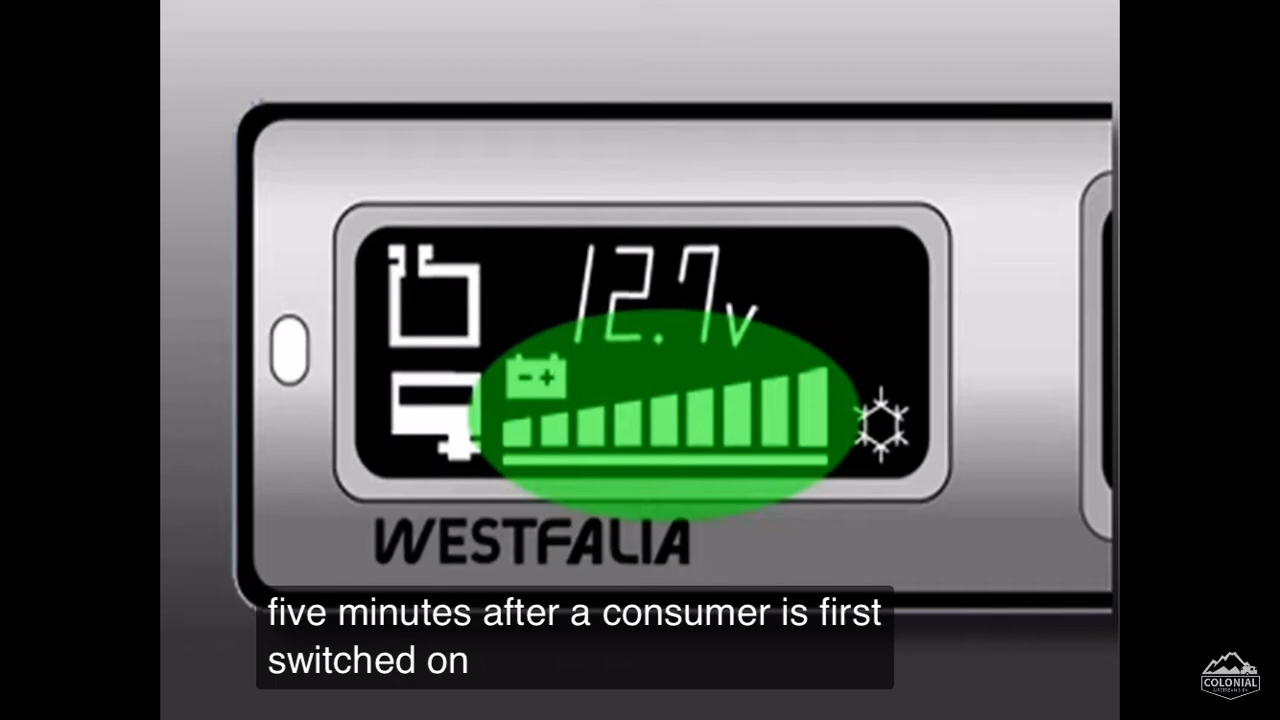 12.7v
WESTFALIA
five minutes after a consumer is first
switched on
COLONIAL